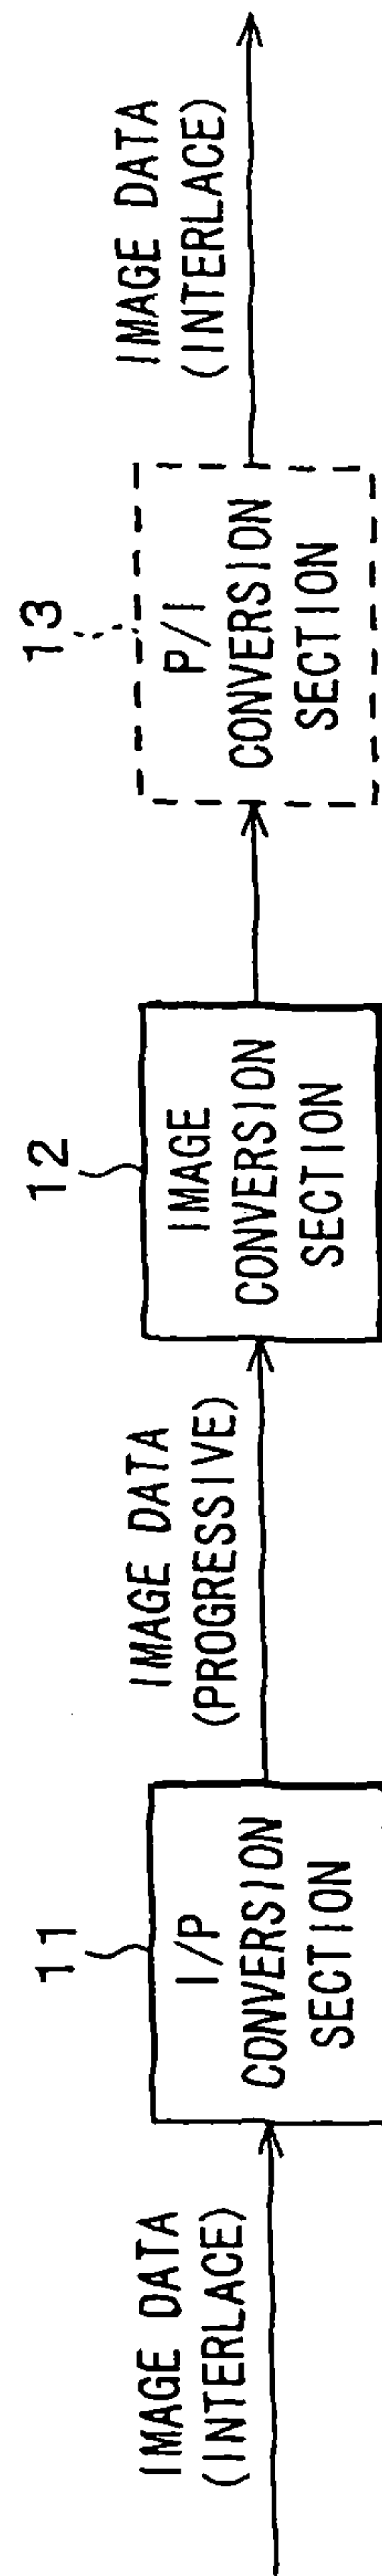 IMAGE DATA
(INTERLACE)
11
I/P
CONVERSION
SECTION
IMAGE DATA
(PROGRESSIVE)
12
IMAGE
CONVERSION
SECTION
13
P/I
CONVERSION
SECTION
IMAGE DATA
(INTERLACE)